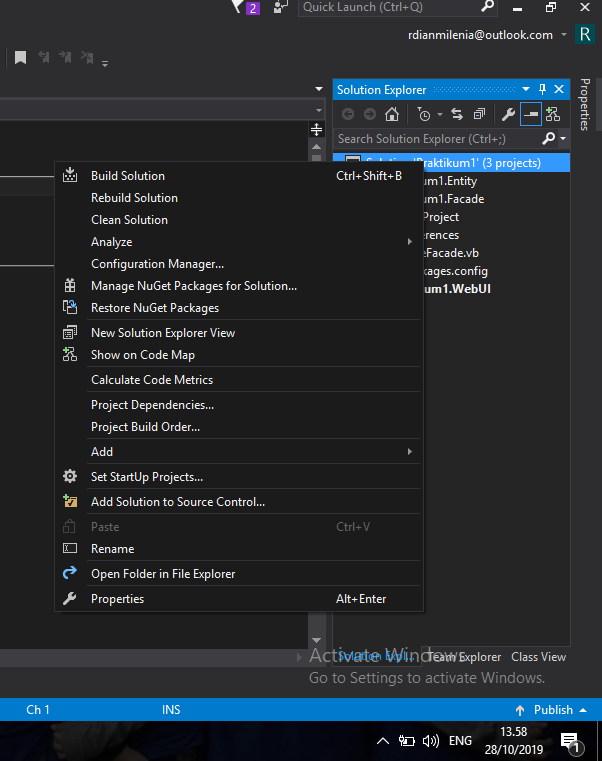 2
Quick Launch (Ctrl+Q)
rdianmilenia@outlook.com
R
Solution Explorer
Properties
Search Solution Explorer (Ctrl+;)
Solution 'Praktikum1' (3 projects)
um1.Entity
um1.Facade
Project
erences
eFacade.vb
kages.config
um1.WebUI
Build Solution Ctrl+Shift+B
Rebuild Solution
Clean Solution
Analyze
Configuration Manager...
Manage NuGet Packages for Solution...
Restore NuGet Packages
New Solution Explorer View
Show on Code Map
Calculate Code Metrics
Project Dependencies...
Project Build Order...
Add
Set StartUp Projects...
Add Solution to Source Control...
Paste Ctrl+V
Rename
Open Folder in File Explorer
Properties Alt+Enter
Activate Windows
Solution Expl... Team Explorer Class View
Go to Settings to activate Windows.
Ch 1 INS Publish
ENG 13.58
28/10/2019
1